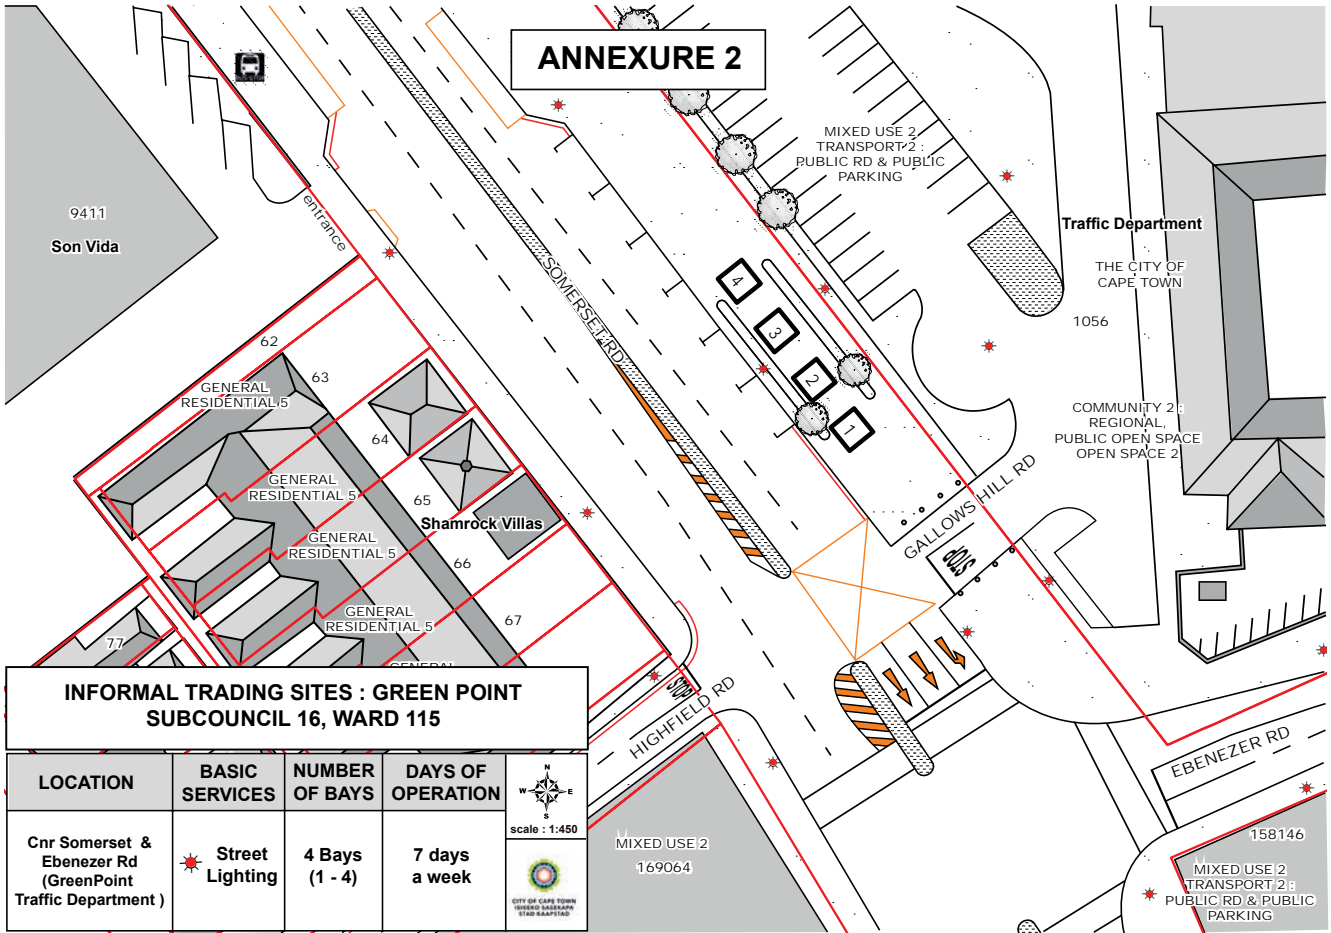 ANNEXURE 2
MIXED USE 2
TRANSPORT 2 :
PUBLIC RD & PUBLIC
PARKING
9411
Son Vida
entrance
Traffic Department
THE CITY OF
CAPE TOWN
1056
SOMERSET RD
4
3
2
1
62
63
GENERAL
RESIDENTIAL 5
64
COMMUNITY 2 :
REGIONAL,
PUBLIC OPEN SPACE
OPEN SPACE 2
GENERAL
RESIDENTIAL 5
65
Shamrock Villas
GENERAL
RESIDENTIAL 5
66
GALLOWS HILL RD
STOP
GENERAL
RESIDENTIAL 5
67
77
GENERAL
STOP
HIGHFIELD RD
EBENEZER RD
INFORMAL TRADING SITES : GREEN POINT
SUBCOUNCIL 16, WARD 115
LOCATION
BASIC
SERVICES
NUMBER
OF BAYS
DAYS OF
OPERATION
N
W E
S
scale : 1:450
Cnr Somerset &
Ebenezer Rd
(GreenPoint
Traffic Department )
Street
Lighting
4 Bays
(1 - 4)
7 days
a week
CITY OF CAPE TOWN
ISIXEKO SASEKAPA
STAD KAAPSTAD
MIXED USE 2
169064
158146
MIXED USE 2
TRANSPORT 2 :
PUBLIC RD & PUBLIC
PARKING